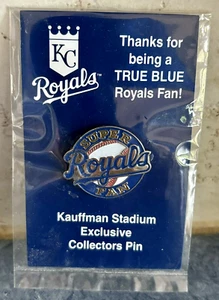 KC
Royals
Thanks for
being a
TRUE BLUE
Royals Fan!
SUPER
Royals
FAN
Kauffman Stadium
Exclusive
Collectors Pin